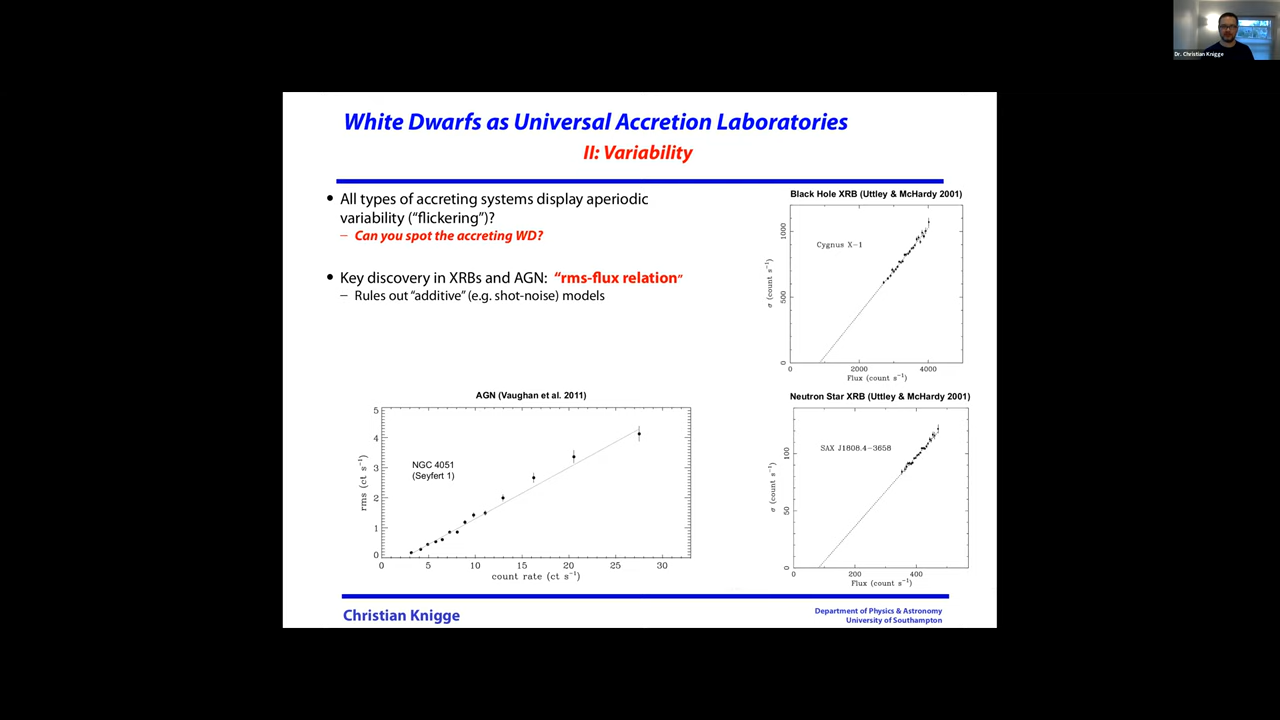 Dr. Christian Knigge
White Dwarfs as Universal Accretion Laboratories
II: Variability
• All types of accreting systems display aperiodic
variability (“flickering”)?
– Can you spot the accreting WD?
• Key discovery in XRBs and AGN: “rms-flux relation”
– Rules out “additive” (e.g. shot-noise) models
Black Hole XRB (Uttley & McHardy 2001)
Cygnus X-1
σ (count s⁻¹)
1000
500
0
0 2000 4000
Flux (count s⁻¹)
AGN (Vaughan et al. 2011)
NGC 4051
(Seyfert 1)
rms (ct s⁻¹)
5
4
3
2
1
0
0 5 10 15 20 25 30
count rate (ct s⁻¹)
Neutron Star XRB (Uttley & McHardy 2001)
SAX J1808.4-3658
σ (count s⁻¹)
100
50
0
0 200 400
Flux (count s⁻¹)
Christian Knigge
Department of Physics & Astronomy
University of Southampton